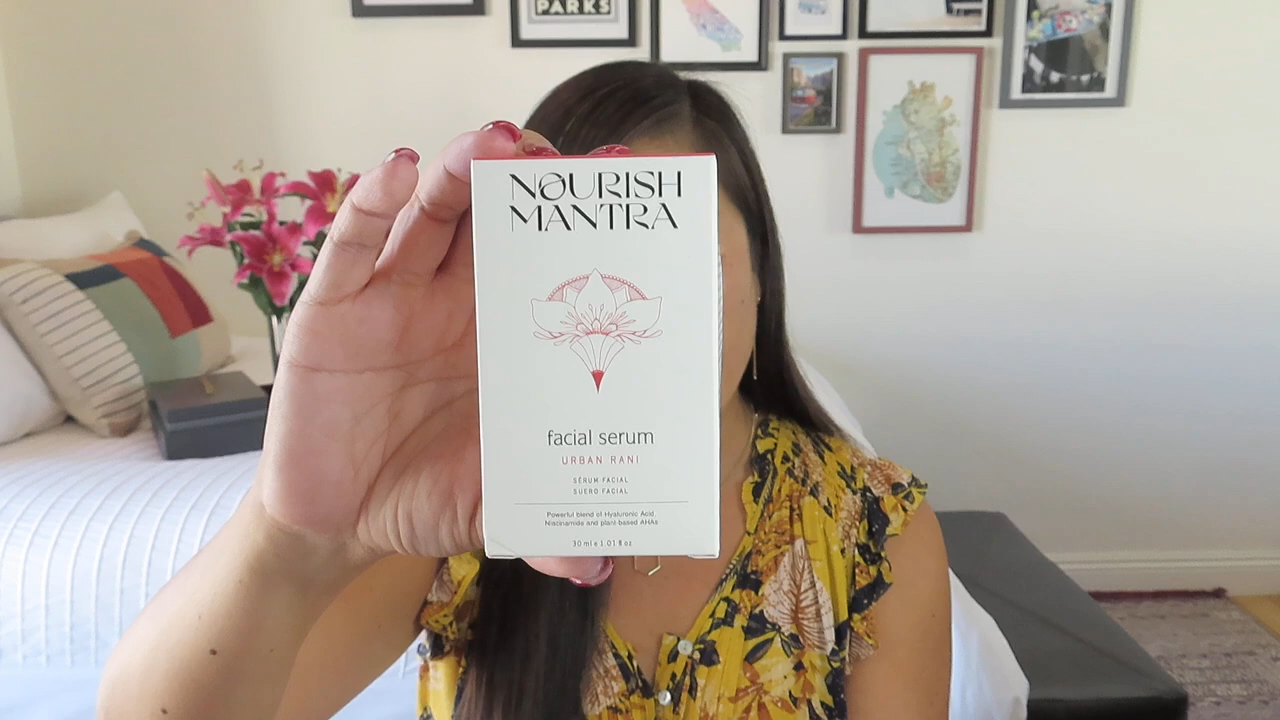 PARKS
NOURISH
MANTRA
facial serum
URBAN RANI
SÉRUM FACIAL
SUERO FACIAL
Powerful blend of Hyaluronic Acid,
Niacinamide and plant-based AHAs
30 ml e 1.01 fl oz